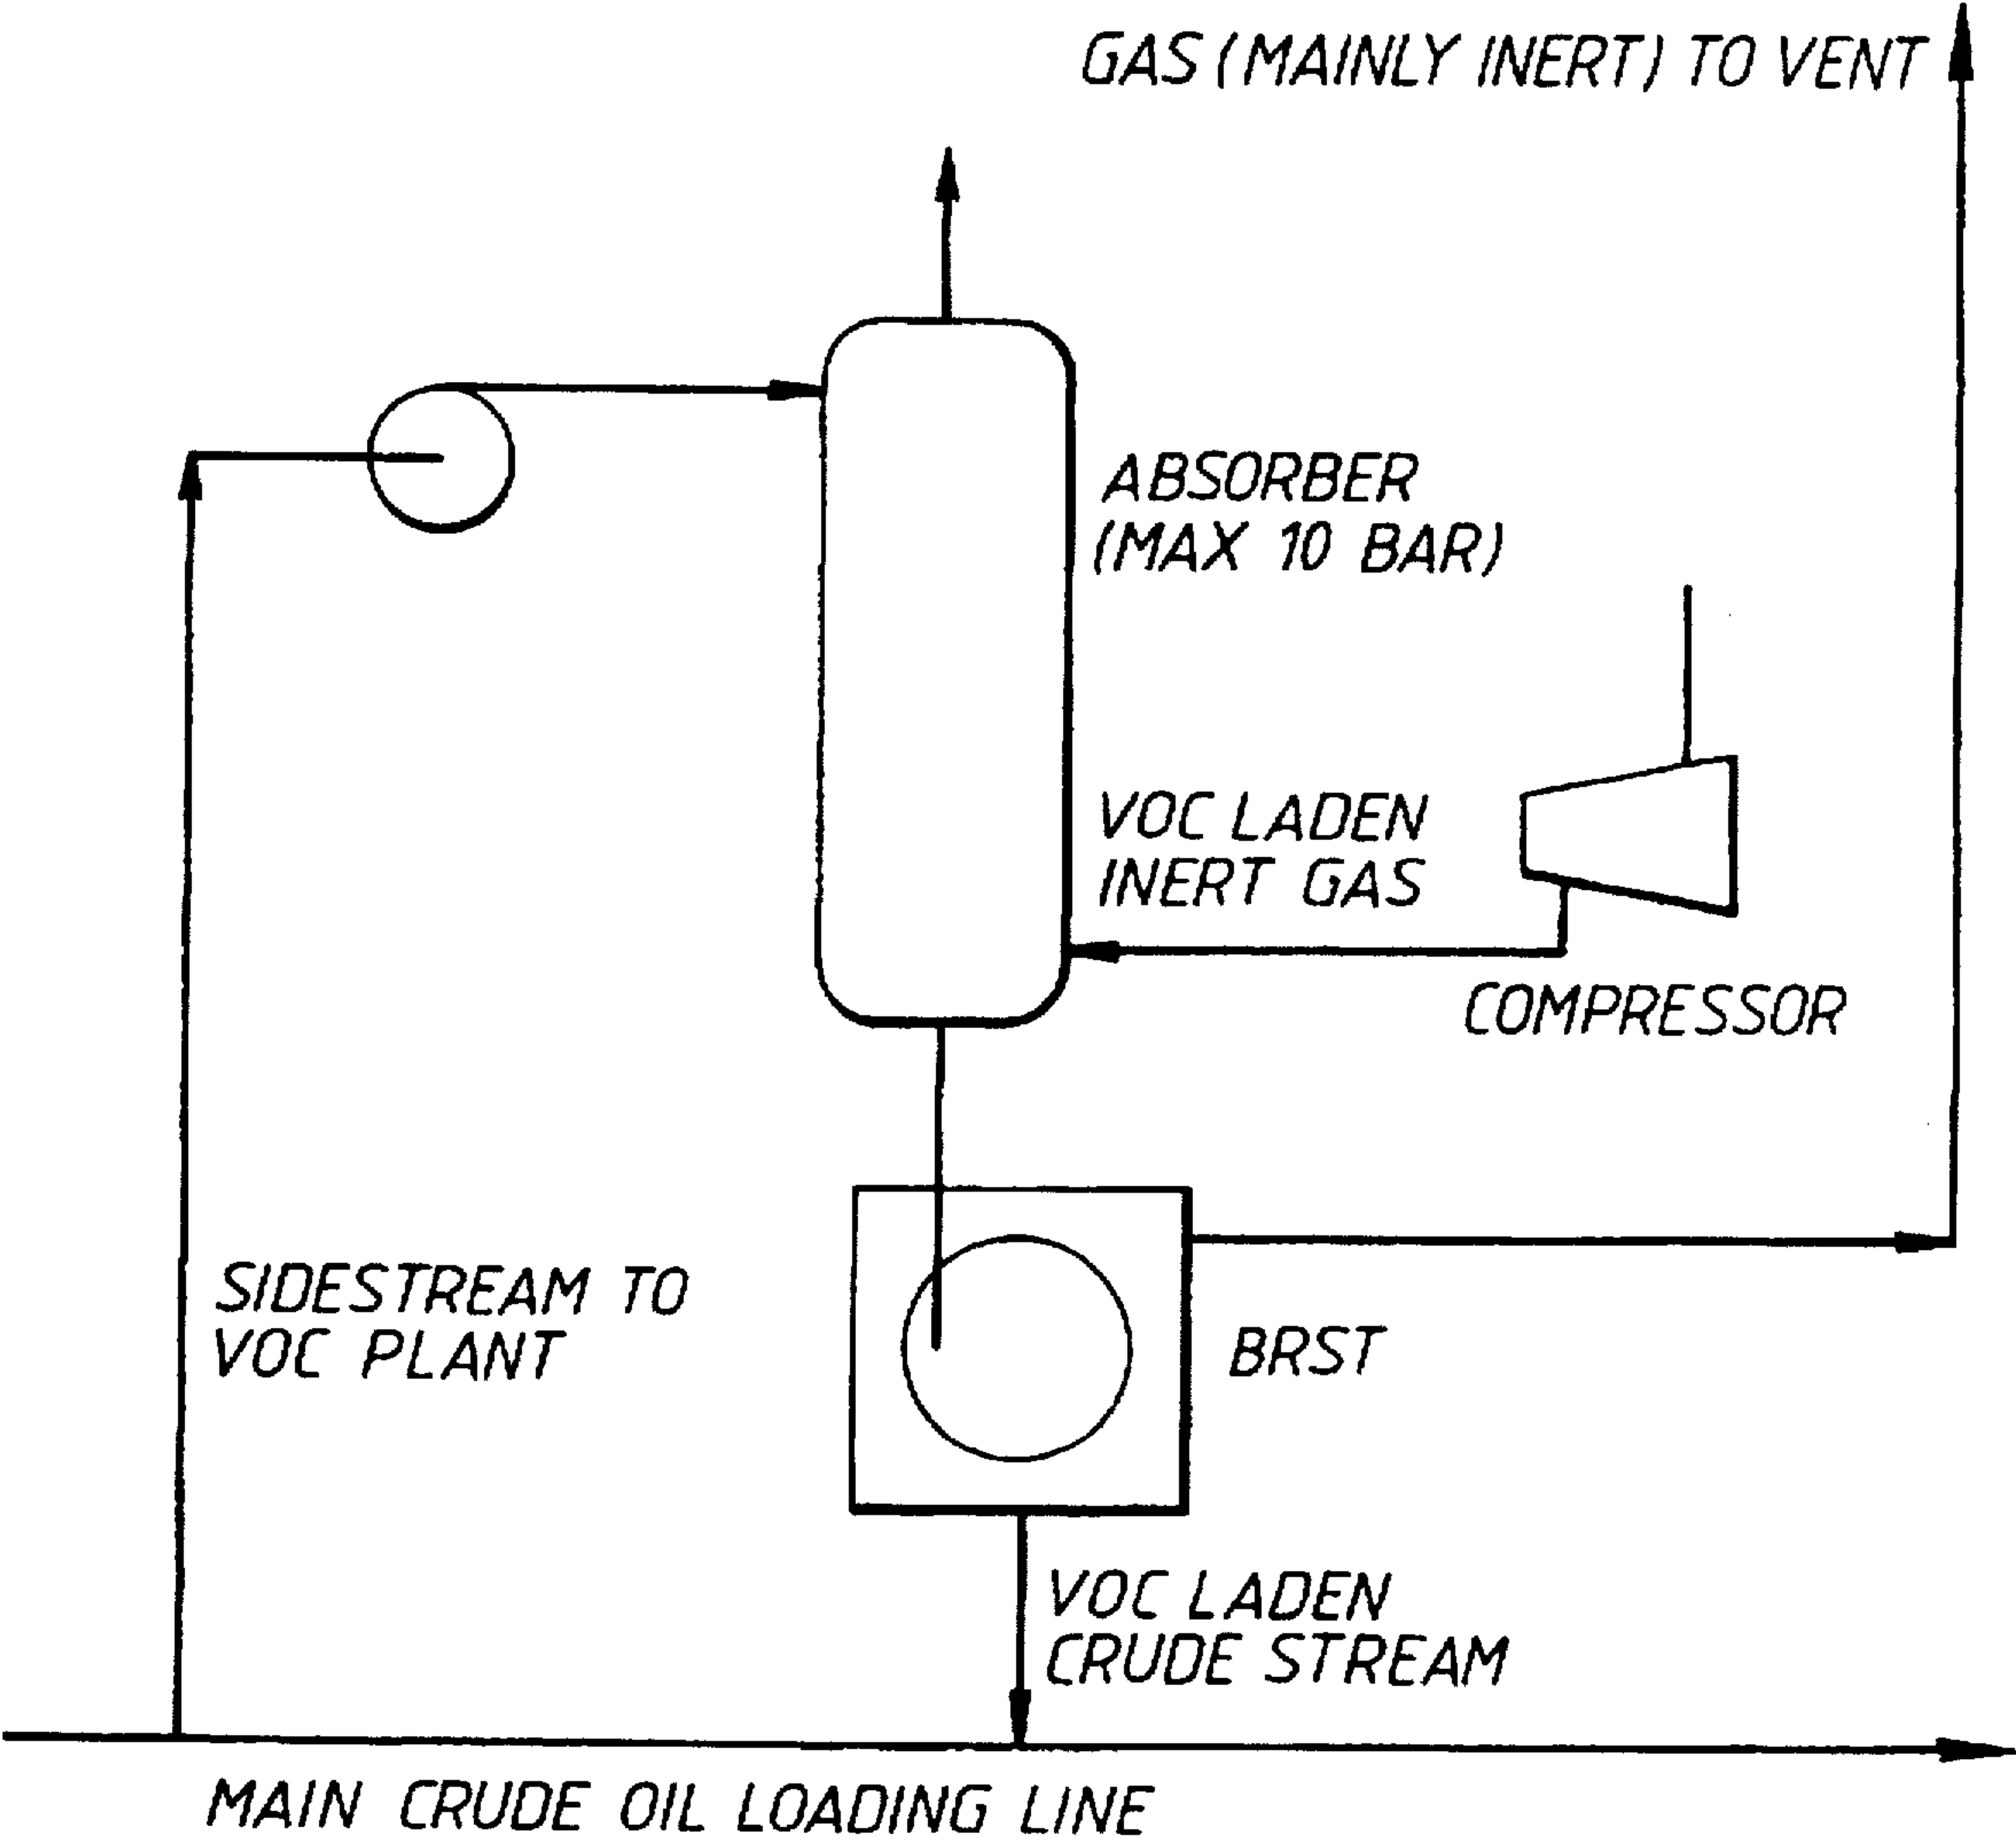 GAS (MAINLY INERT) TO VENT
ABSORBER
(MAX 10 BAR)
VOC LADEN
INERT GAS
COMPRESSOR
SIDESTREAM TO
VOC PLANT
BRST
VOC LADEN
CRUDE STREAM
MAIN CRUDE OIL LOADING LINE